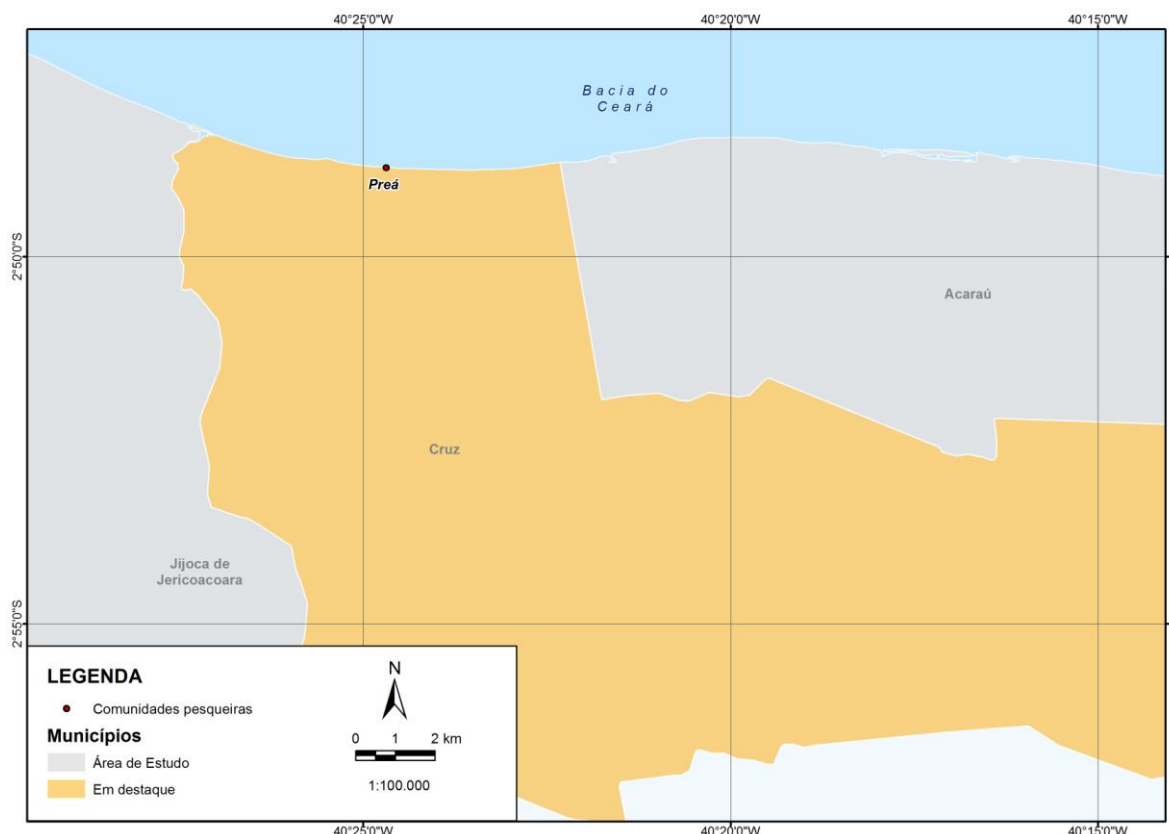 40°25'0"W
40°20'0"W
40°15'0"W
Bacia do
Ceará
Preá
2°50'0"S
Acaraú
Cruz
Jijoca de
Jericoacoara
2°55'0"S
LEGENDA
Comunidades pesqueiras
Municípios
Área de Estudo
Em destaque
N
0 1 2 km
1:100.000
40°25'0"W
40°20'0"W
40°15'0"W